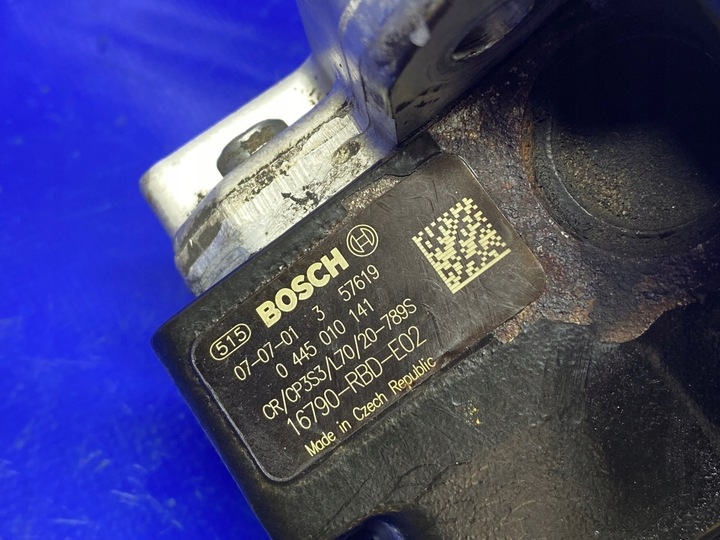 515 BOSCH
07-07-01 3 57619
0 445 010 141
CR/CP3S3/L70/20-789S
16790-RBD-E02
Made in Czech Republic